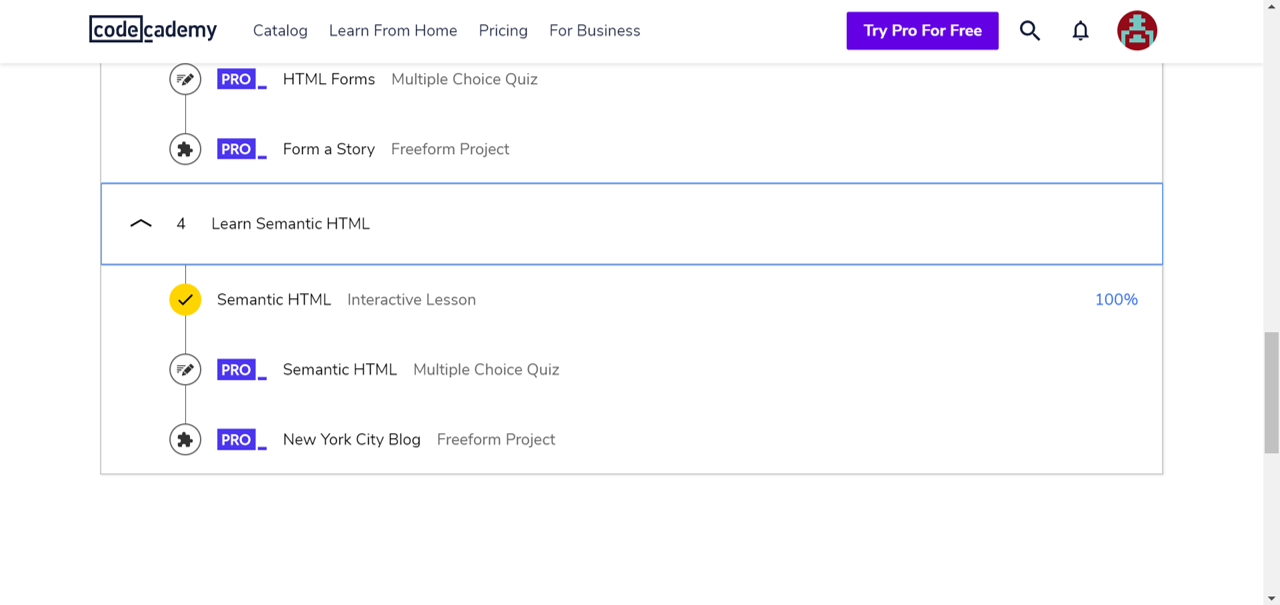 codecademy Catalog Learn From Home Pricing For Business Try Pro For Free
PRO HTML Forms Multiple Choice Quiz
PRO Form a Story Freeform Project
4 Learn Semantic HTML
Semantic HTML Interactive Lesson 100%
PRO Semantic HTML Multiple Choice Quiz
PRO New York City Blog Freeform Project